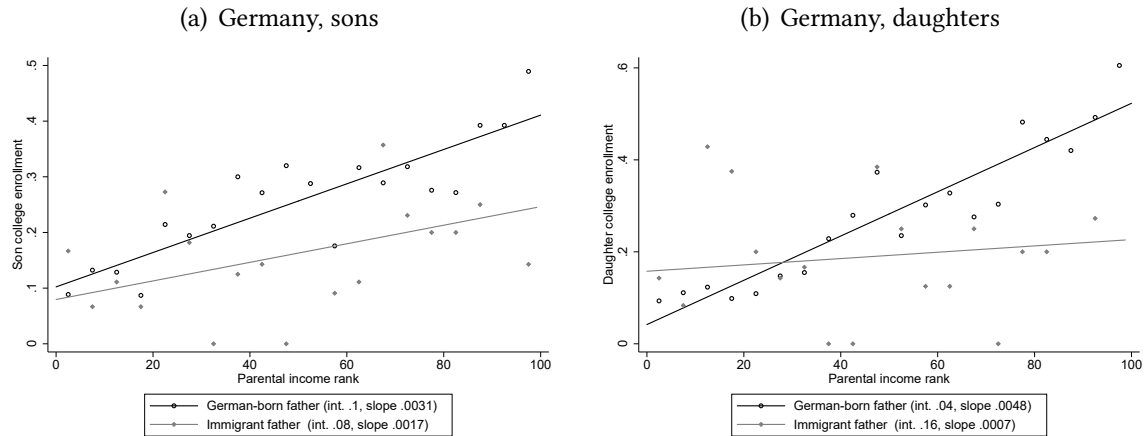 (a) Germany, sons
Son college enrollment
.5
.4
.3
.2
.1
0
0 20 40 60 80 100
Parental income rank
German-born father (int. .1, slope .0031)
Immigrant father (int. .08, slope .0017)
(b) Germany, daughters
Daughter college enrollment
.6
.4
.2
0
0 20 40 60 80 100
Parental income rank
German-born father (int. .04, slope .0048)
Immigrant father (int. .16, slope .0007)